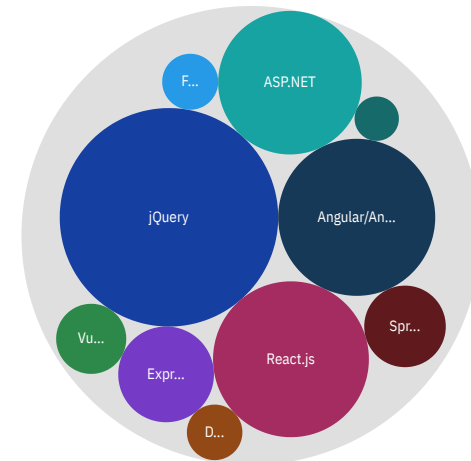 F...
ASP.NET
jQuery
Angular/An...
Vu...
Spr...
Expr...
React.js
D...